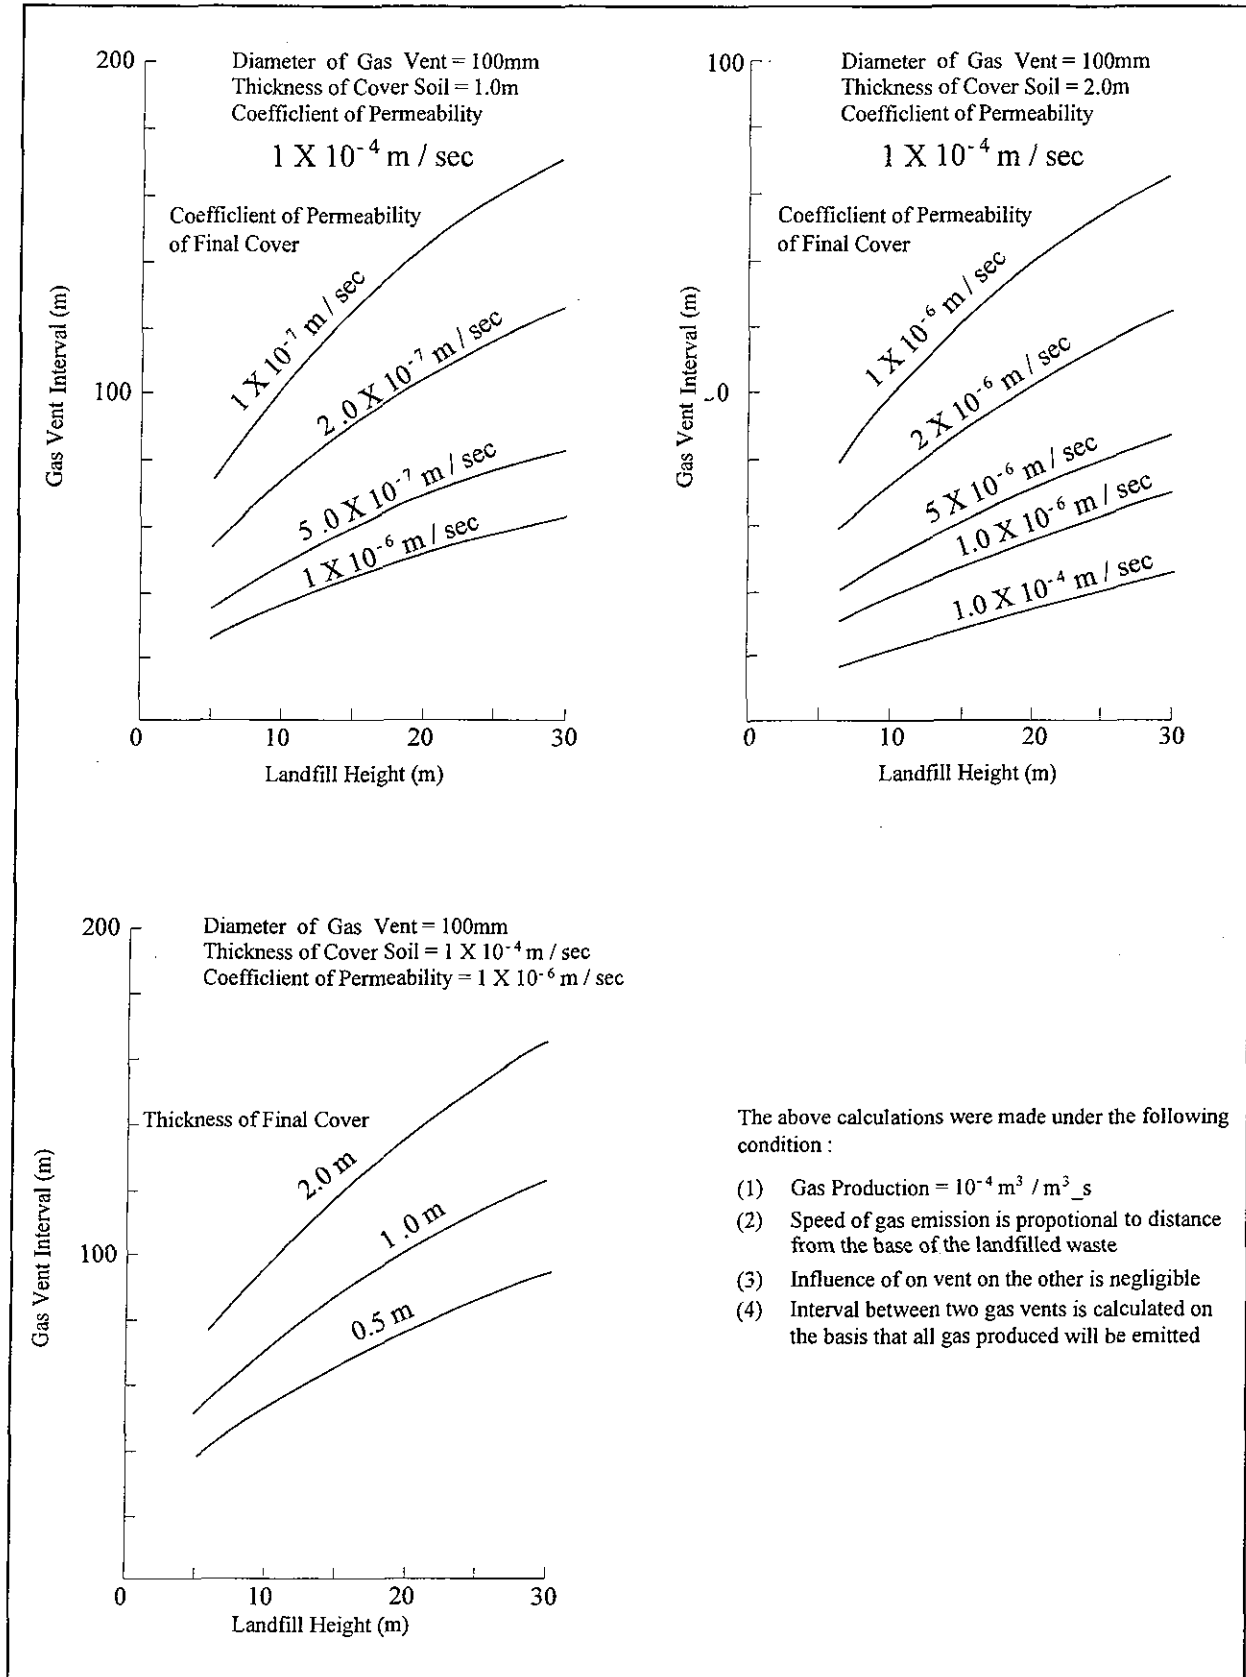 200
Diameter of Gas Vent = 100mm
Thickness of Cover Soil = 1.0m
Coefficlient of Permeability
1 X 10⁻⁴ m / sec
Coefficlient of Permeability
of Final Cover
1 X 10⁻⁷ m / sec
2 .0 X 10⁻⁷ m / sec
5 .0 X 10⁻⁷ m / sec
1 X 10⁻⁶ m / sec
Gas Vent Interval (m)
100
0 10 20 30
Landfill Height (m)
100
Diameter of Gas Vent = 100mm
Thickness of Cover Soil = 2.0m
Coefficlient of Permeability
1 X 10⁻⁴ m / sec
Coefficlient of Permeability
of Final Cover
1 X 10⁻⁶ m / sec
2 X 10⁻⁶ m / sec
5 X 10⁻⁶ m / sec
1.0 X 10⁻⁶ m / sec
1.0 X 10⁻⁴ m / sec
Gas Vent Interval (m)
0
0 10 20 30
Landfill Height (m)
200
Diameter of Gas Vent = 100mm
Thickness of Cover Soil = 1 X 10⁻⁴ m / sec
Coefficlient of Permeability = 1 X 10⁻⁶ m / sec
Thickness of Final Cover
2.0 m
1 .0 m
0.5 m
Gas Vent Interval (m)
100
0 10 20 30
Landfill Height (m)
The above calculations were made under the following
condition :
(1) Gas Production = 10⁻⁴ m³ / m³_s
(2) Speed of gas emission is propotional to distance
from the base of the landfilled waste
(3) Influence of on vent on the other is negligible
(4) Interval between two gas vents is calculated on
the basis that all gas produced will be emitted